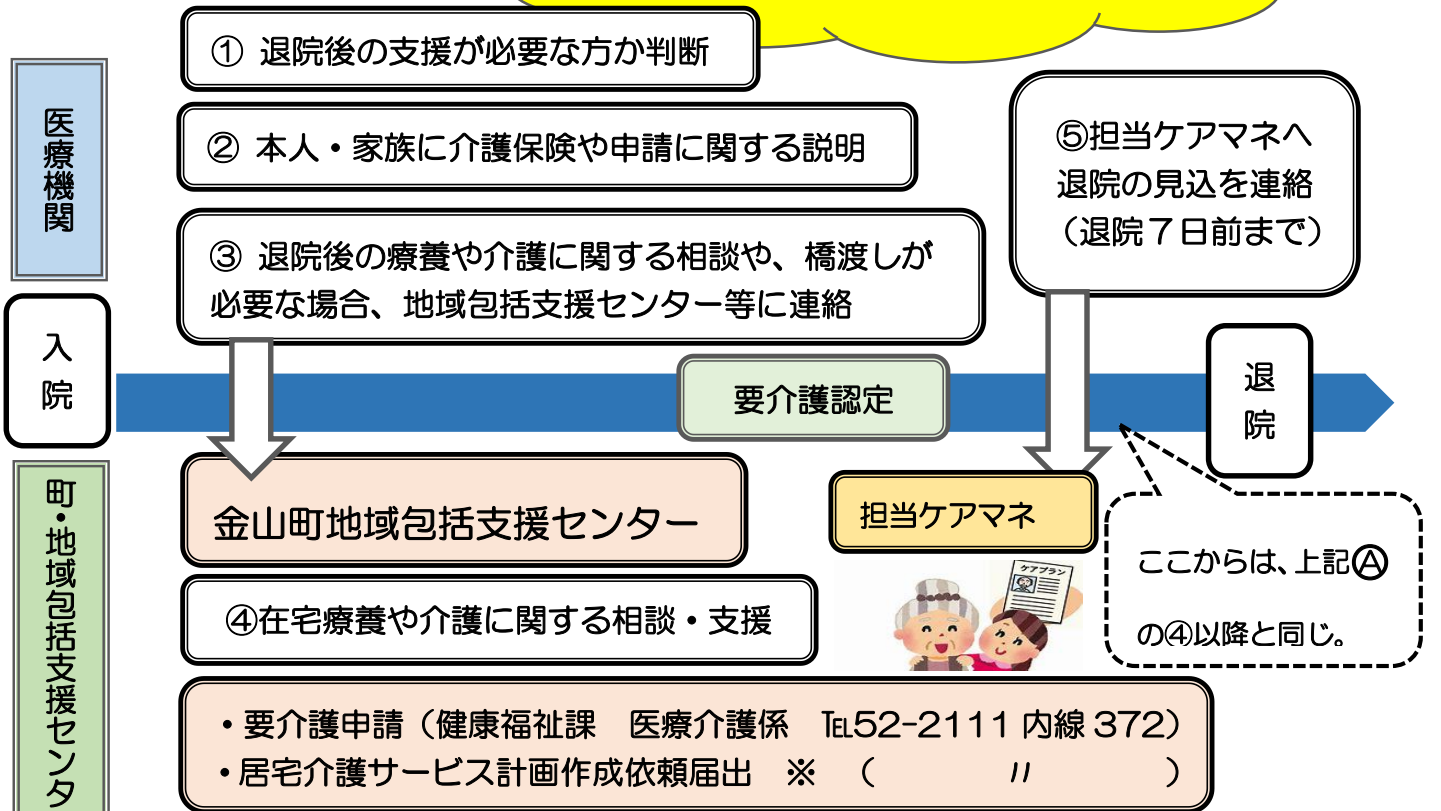 ① 退院後の支援が必要な方か判断
医療機関
② 本人・家族に介護保険や申請に関する説明
⑤担当ケアマネへ
退院の見込を連絡
（退院７日前まで）
③ 退院後の療養や介護に関する相談や、橋渡しが
必要な場合、地域包括支援センター等に連絡
入院
要介護認定
退院
町・地域包括支援センタ
金山町地域包括支援センター
担当ケアマネ
ケアプラン
ここからは、上記Ⓐ
の④以降と同じ。
④在宅療養や介護に関する相談・支援
・要介護申請（健康福祉課　医療介護係　℡52-2111 内線 372）
・居宅介護サービス計画作成依頼届出　※　（　　　　〃　　　　）